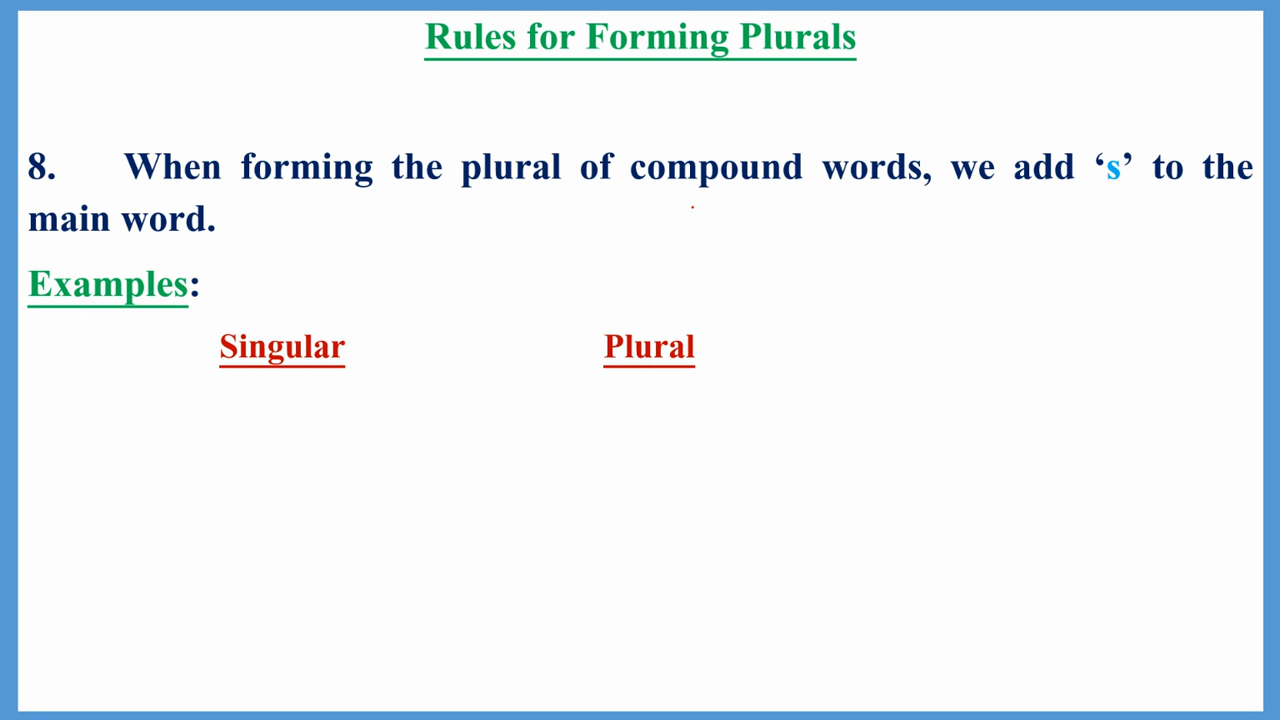 Rules for Forming Plurals
8. When forming the plural of compound words, we add ‘s’ to the
main word.
Examples:
Singular Plural